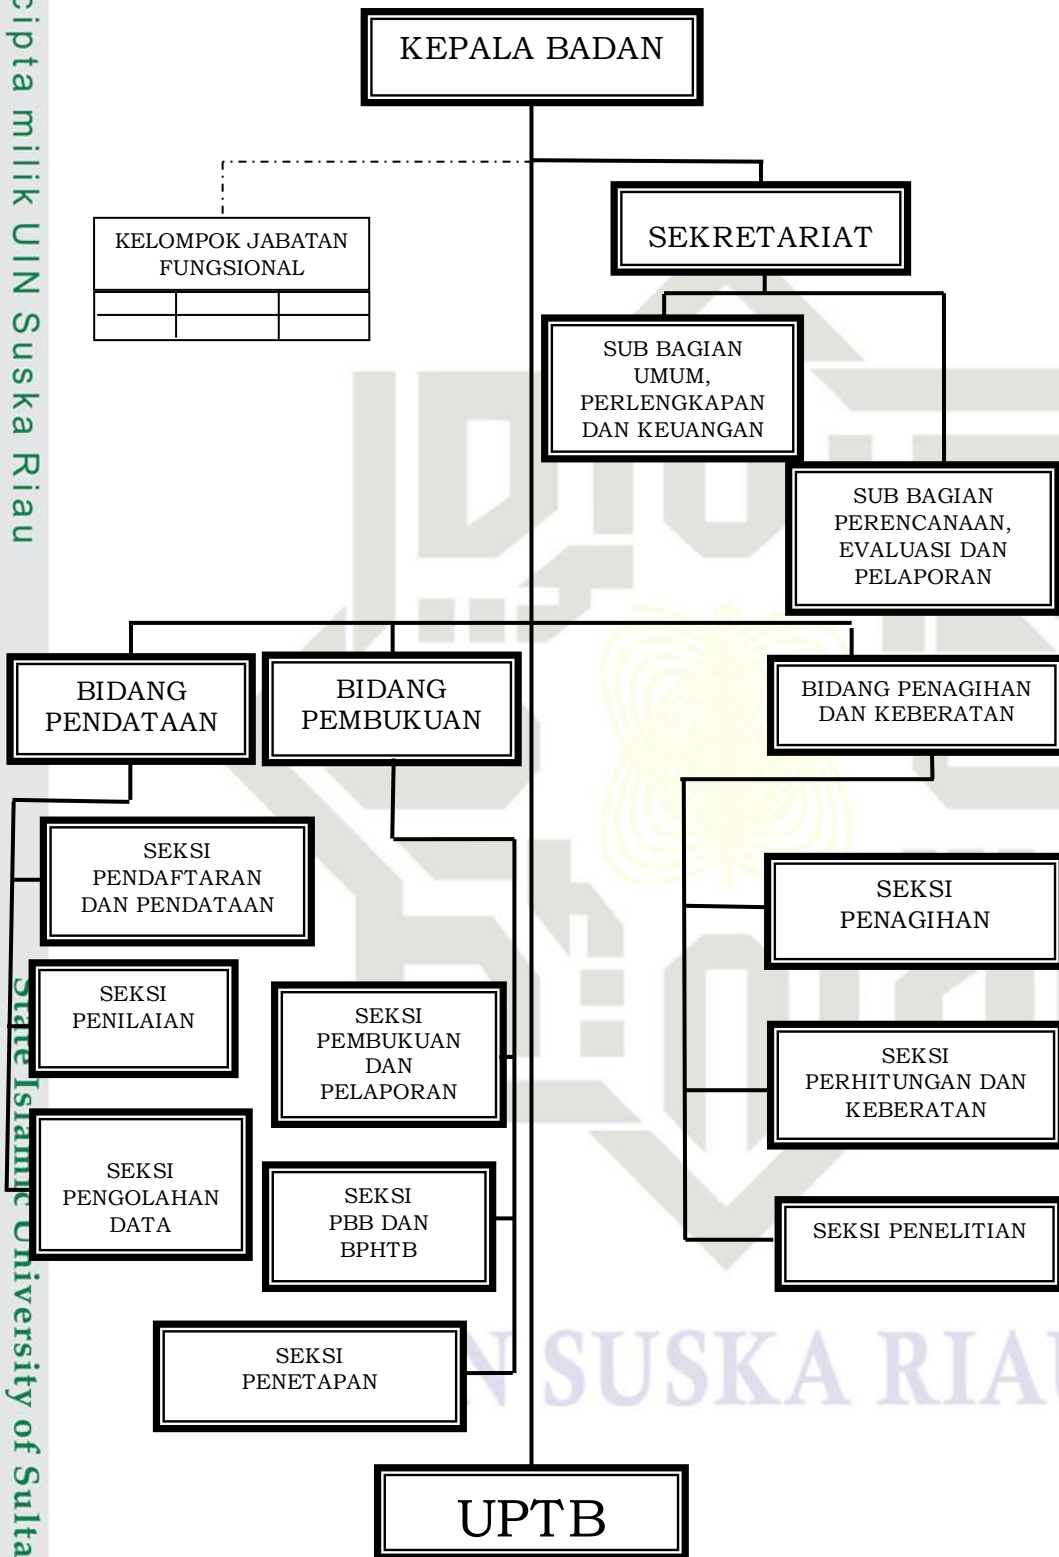 KEPALA BADAN
KELOMPOK JABATAN
FUNGSIONAL
SEKRETARIAT
SUB BAGIAN
UMUM,
PERLENGKAPAN
DAN KEUANGAN
SUB BAGIAN
PERENCANAAN,
EVALUASI DAN
PELAPORAN
BIDANG
PENDATAAN
BIDANG
PEMBUKUAN
BIDANG PENAGIHAN
DAN KEBERATAN
SEKSI
PENDAFTARAN
DAN PENDATAAN
SEKSI
PENILAIAN
SEKSI
PENGOLAHAN
DATA
SEKSI
PEMBUKUAN
DAN
PELAPORAN
SEKSI
PBB DAN
BPHTB
SEKSI
PENETAPAN
SEKSI
PENAGIHAN
SEKSI
PERHITUNGAN DAN
KEBERATAN
SEKSI PENELITIAN
UPTB
cipta milik UIN Suska Riau
State Islamic University of Sulta
N SUSKA RIAU